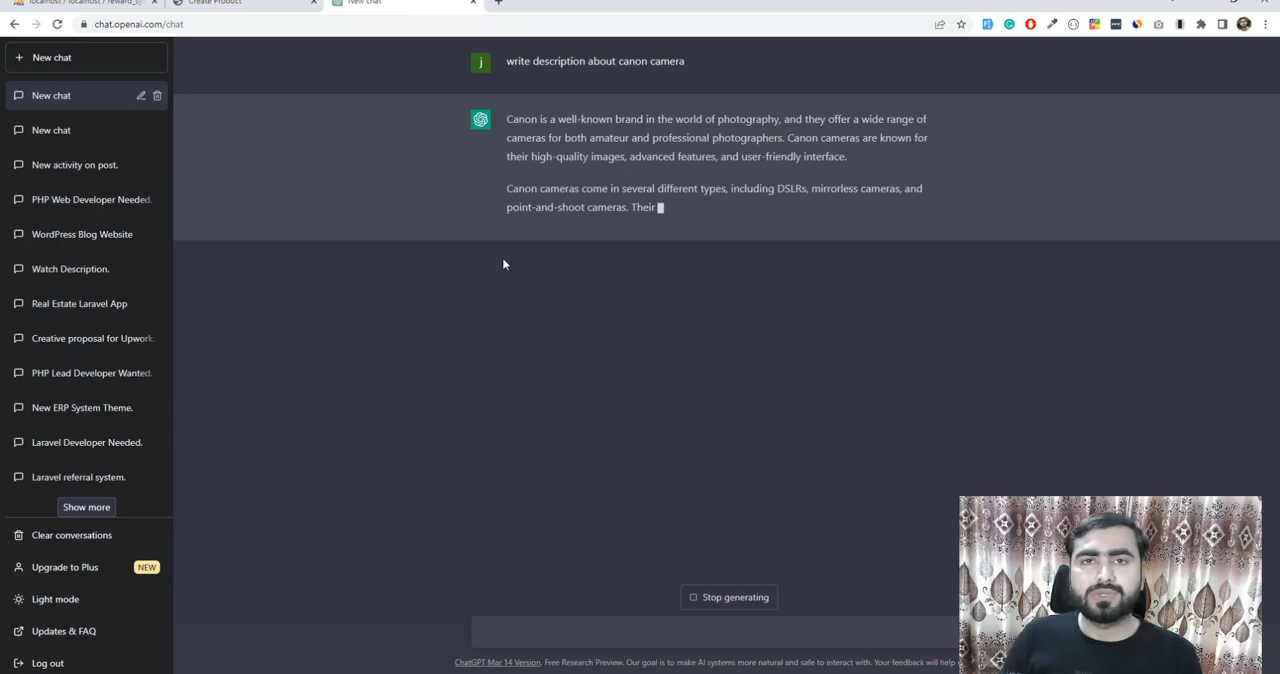 localhost / localhost / reward_sy
Create Product
New chat
chat.openai.com/chat
New chat
New chat
New chat
New activity on post.
PHP Web Developer Needed.
WordPress Blog Website
Watch Description.
Real Estate Laravel App
Creative proposal for Upwork.
PHP Lead Developer Wanted.
New ERP System Theme.
Laravel Developer Needed.
Laravel referral system.
Show more
Clear conversations
Upgrade to Plus NEW
Light mode
Updates & FAQ
Log out
j
write description about canon camera
Canon is a well-known brand in the world of photography, and they offer a wide range of
cameras for both amateur and professional photographers. Canon cameras are known for
their high-quality images, advanced features, and user-friendly interface.
Canon cameras come in several different types, including DSLRs, mirrorless cameras, and
point-and-shoot cameras. Their
Stop generating
ChatGPT Mar 14 Version. Free Research Preview. Our goal is to make AI systems more natural and safe to interact with. Your feedback will help